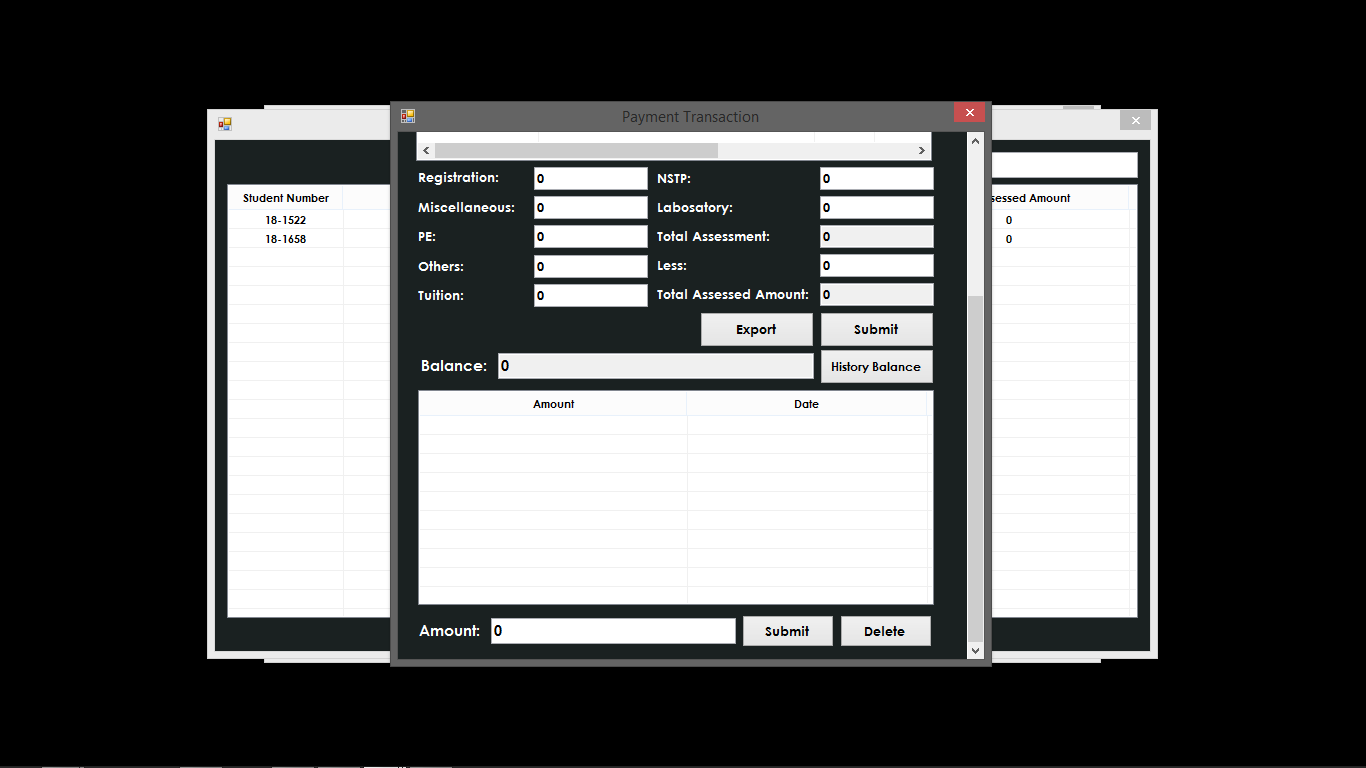 Payment Transaction
Student Number
18-1522
18-1658
sessed Amount
0
0
Registration: 0 NSTP: 0
Miscellaneous: 0 Labosatory: 0
PE: 0 Total Assessment: 0
Others: 0 Less: 0
Tuition: 0 Total Assessed Amount: 0
Export Submit
Balance: 0 History Balance
Amount Date
Amount: 0 Submit Delete